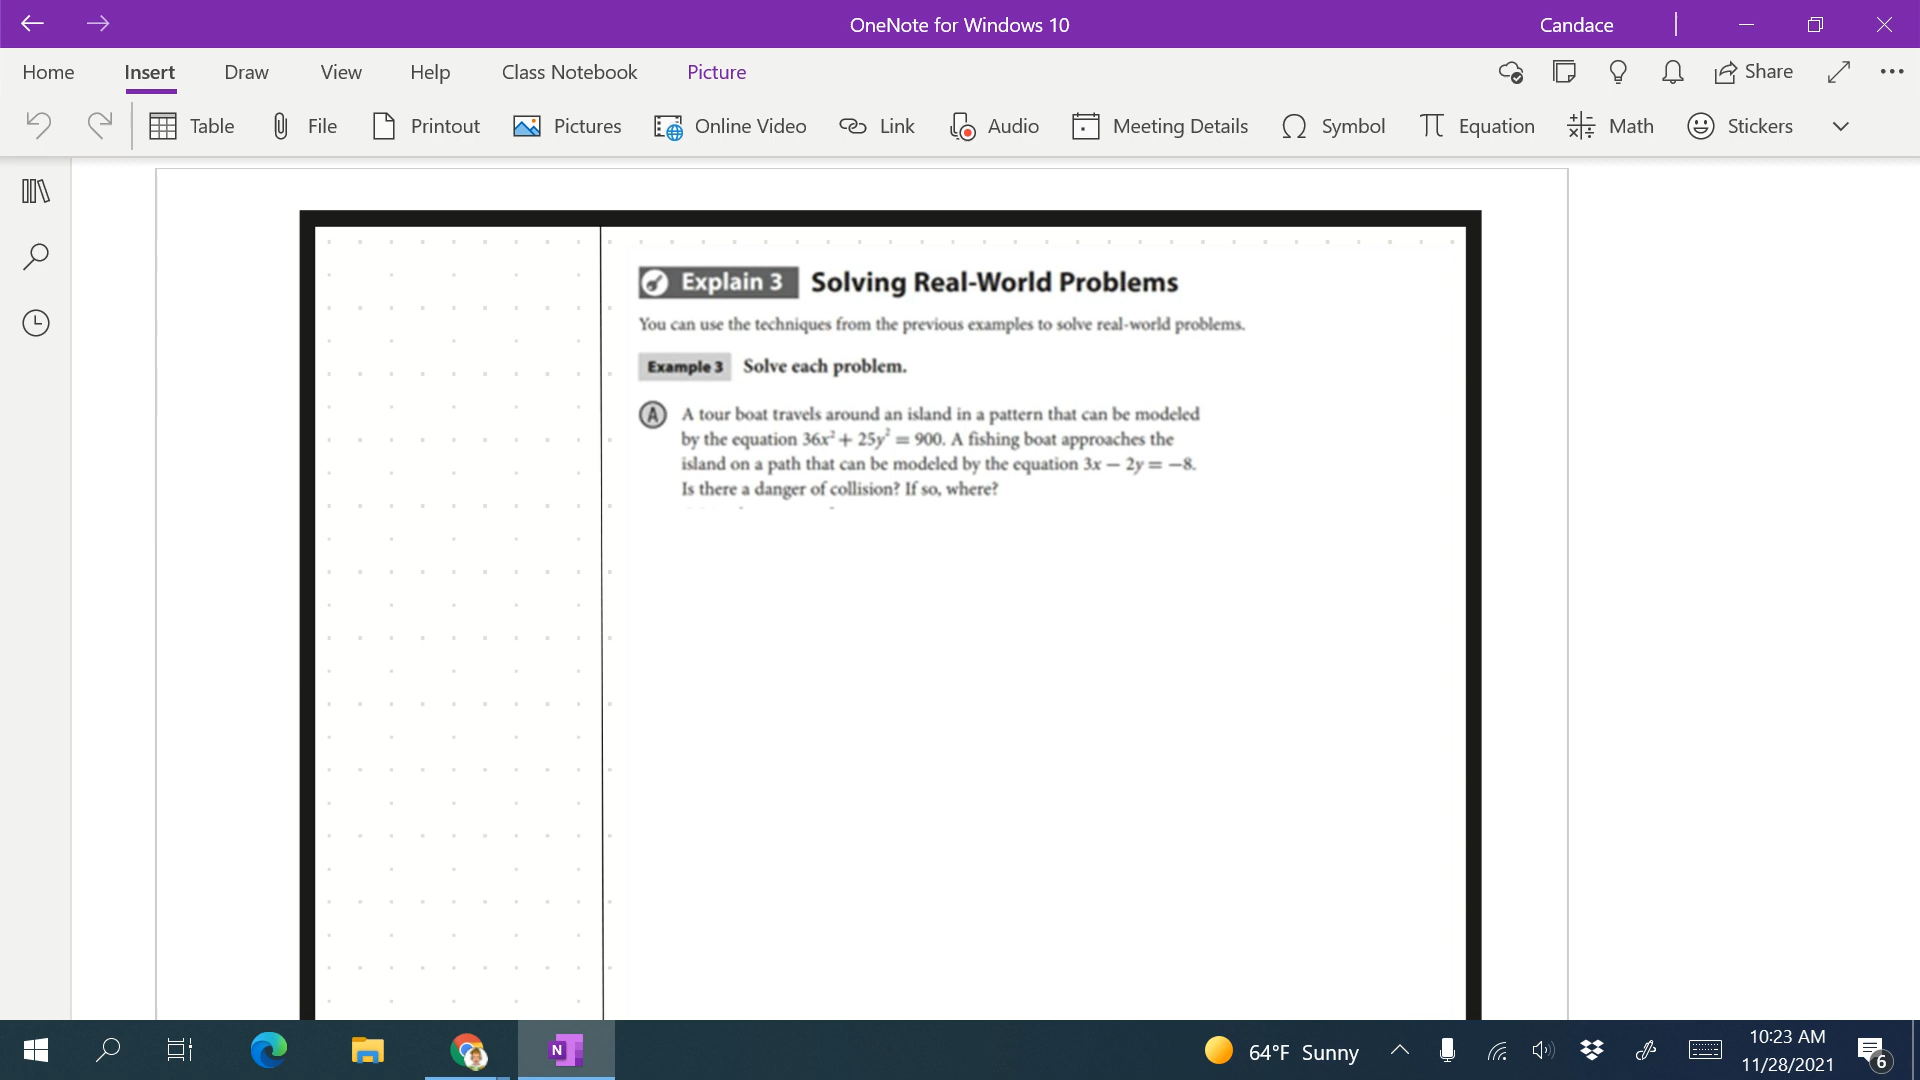 OneNote for Windows 10
Candace
Home Insert Draw View Help Class Notebook Picture
Share
Table File Printout Pictures Online Video Link Audio Meeting Details Symbol Equation Math Stickers
Explain 3 Solving Real-World Problems
You can use the techniques from the previous examples to solve real-world problems.
Example 3 Solve each problem.
A A tour boat travels around an island in a pattern that can be modeled
by the equation 36x² + 25y² = 900. A fishing boat approaches the
island on a path that can be modeled by the equation 3x − 2y = −8.
Is there a danger of collision? If so, where?
N
64°F Sunny
10:23 AM
11/28/2021
6